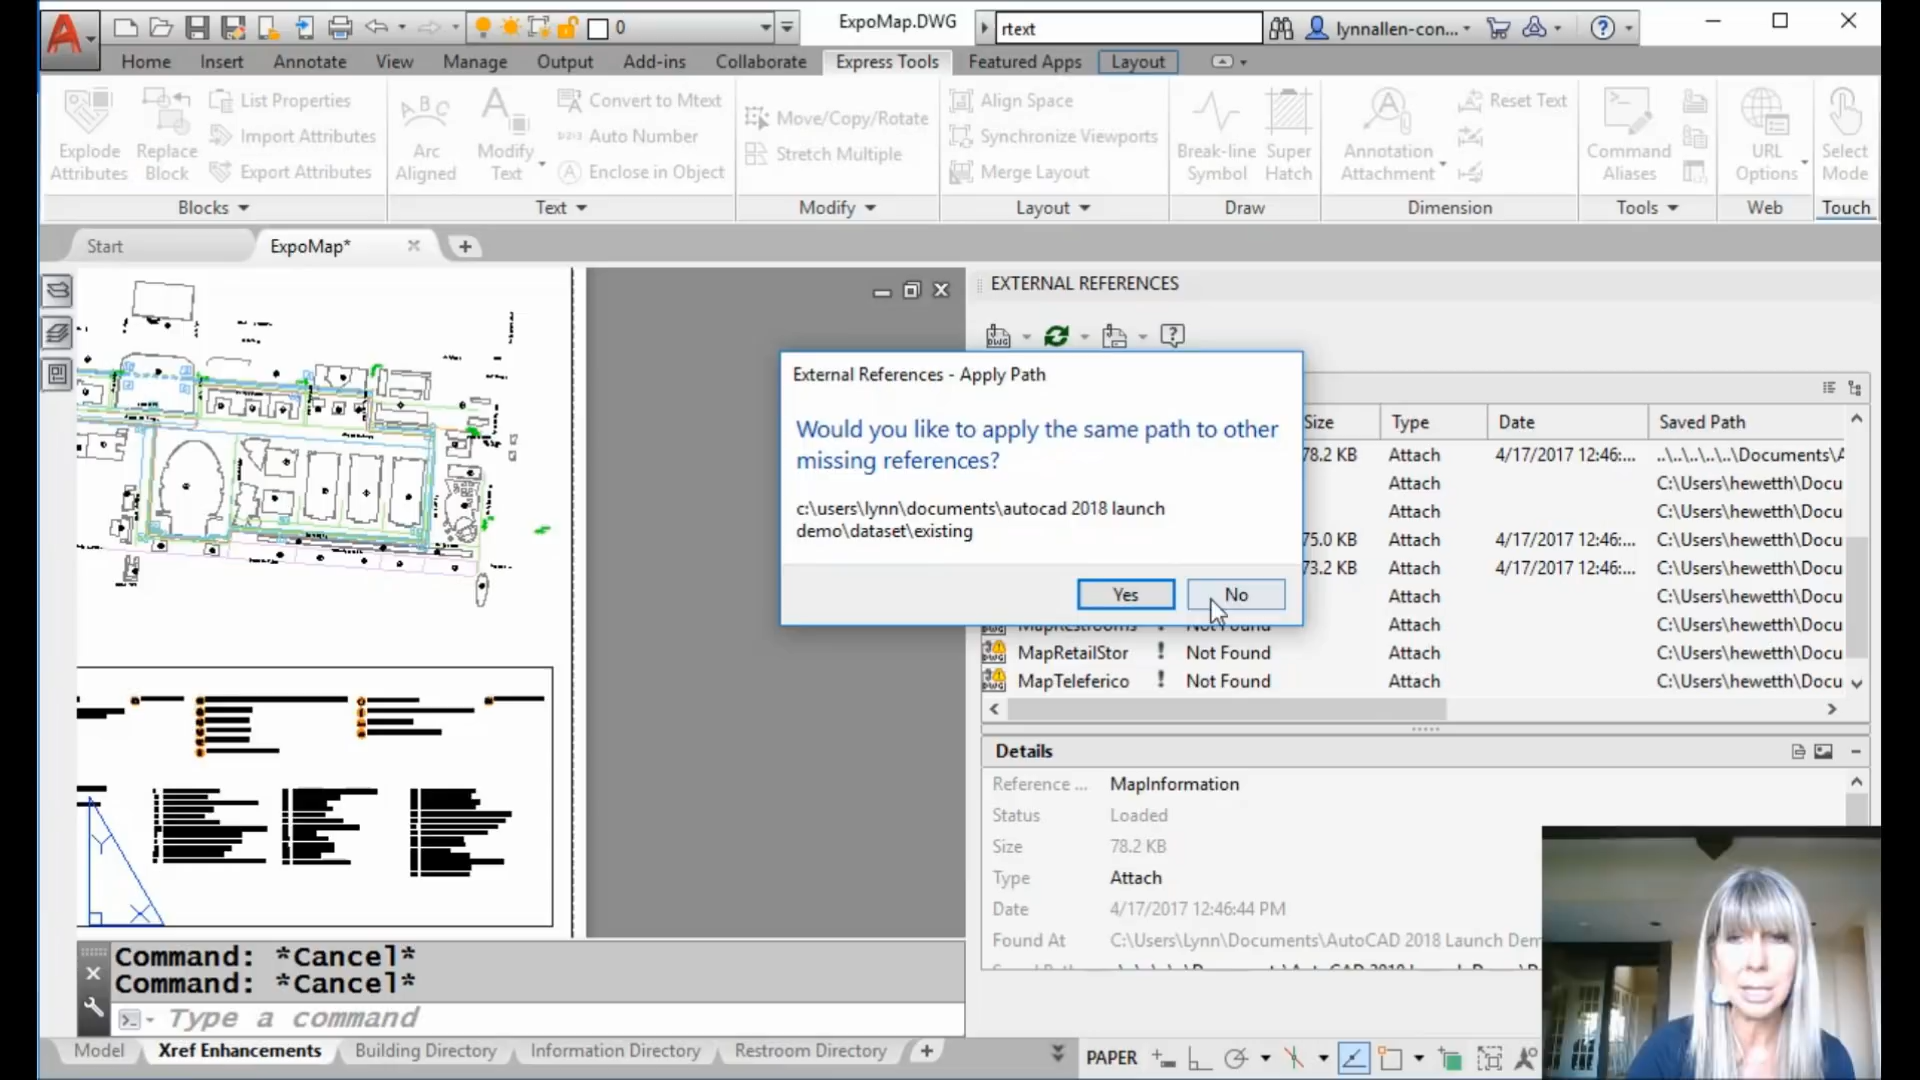 0
ExpoMap.DWG
rtext
lynnallen-con...
Home Insert Annotate View Manage Output Add-ins Collaborate Express Tools Featured Apps Layout
Explode Attributes
Replace Block
List Properties
Import Attributes
Export Attributes
Blocks
Arc Aligned
Modify Text
Convert to Mtext
Auto Number
Enclose in Object
Text
Move/Copy/Rotate
Stretch Multiple
Modify
Align Space
Synchronize Viewports
Merge Layout
Layout
Break-line Symbol
Super Hatch
Draw
Annotation Attachment
Reset Text
Dimension
Command Aliases
Tools
URL Options
Web
Select Mode
Touch
Start
ExpoMap*
EXTERNAL REFERENCES
Size Type Date Saved Path
78.2 KB Attach 4/17/2017 12:46:... ..\..\..\..\..\Documents\A
Attach C:\Users\hewetth\Docu
Attach C:\Users\hewetth\Docu
75.0 KB Attach 4/17/2017 12:46:... C:\Users\hewetth\Docu
73.2 KB Attach 4/17/2017 12:46:... C:\Users\hewetth\Docu
Attach C:\Users\hewetth\Docu
MapRestrooms ! Not Found Attach C:\Users\hewetth\Docu
MapRetailStor ! Not Found Attach C:\Users\hewetth\Docu
MapTeleferico ! Not Found Attach C:\Users\hewetth\Docu
External References - Apply Path
Would you like to apply the same path to other
missing references?
c:\users\lynn\documents\autocad 2018 launch
demo\dataset\existing
Yes No
Details
Reference ... MapInformation
Status Loaded
Size 78.2 KB
Type Attach
Date 4/17/2017 12:46:44 PM
Found At C:\Users\Lynn\Documents\AutoCAD 2018 Launch Dem
Command: *Cancel*
Command: *Cancel*
Type a command
Model Xref Enhancements Building Directory Information Directory Restroom Directory
PAPER